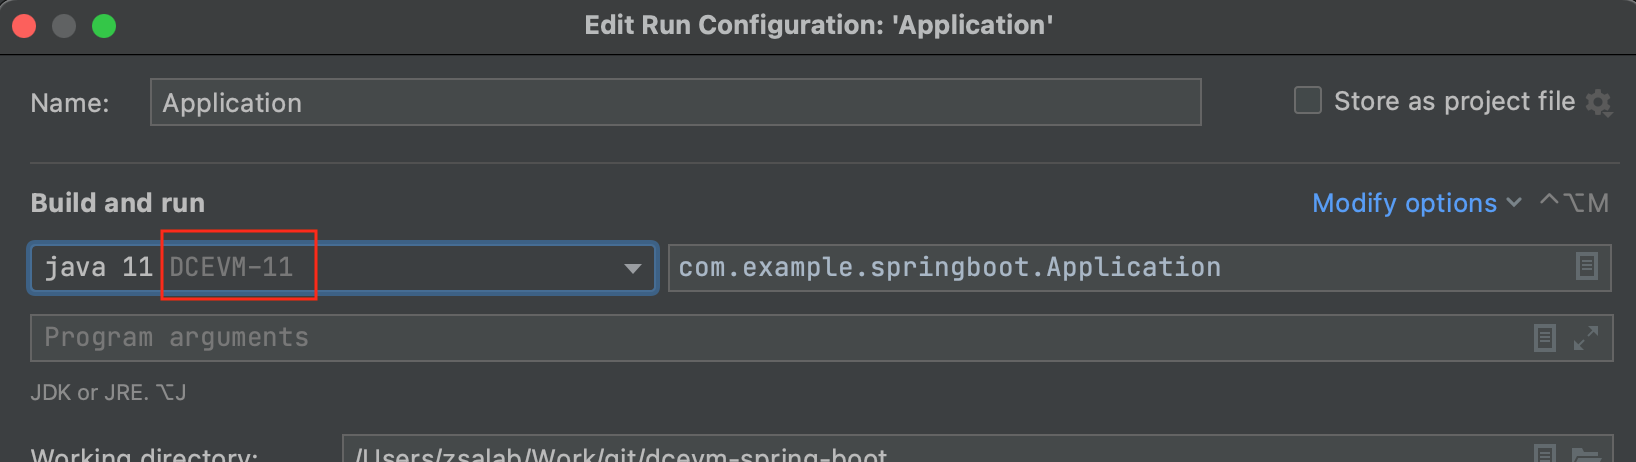 Edit Run Configuration: 'Application'
Name: Application Store as project file
Build and run Modify options ^⌥M
java 11 DCEVM-11 com.example.springboot.Application
Program arguments
JDK or JRE. ⌥J
Working directory: /Users/zsalab/Work/git/dcevm-spring-boot